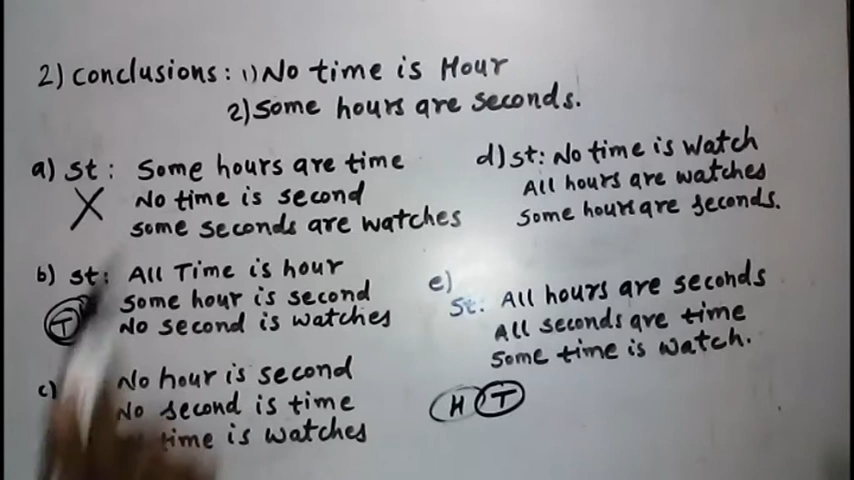 2) Conclusions: 1) No time is Hour
2) Some hours are seconds.
a) St: Some hours are time
No time is second
Some seconds are watches
b) St: All Time is hour
Some hour is second
T
No second is watches
c)
No hour is second
No second is time
time is watches
d) St: No time is Watch
All hours are watches
Some hours are seconds.
e)
St: All hours are seconds
All seconds are time
Some time is watch.
H T